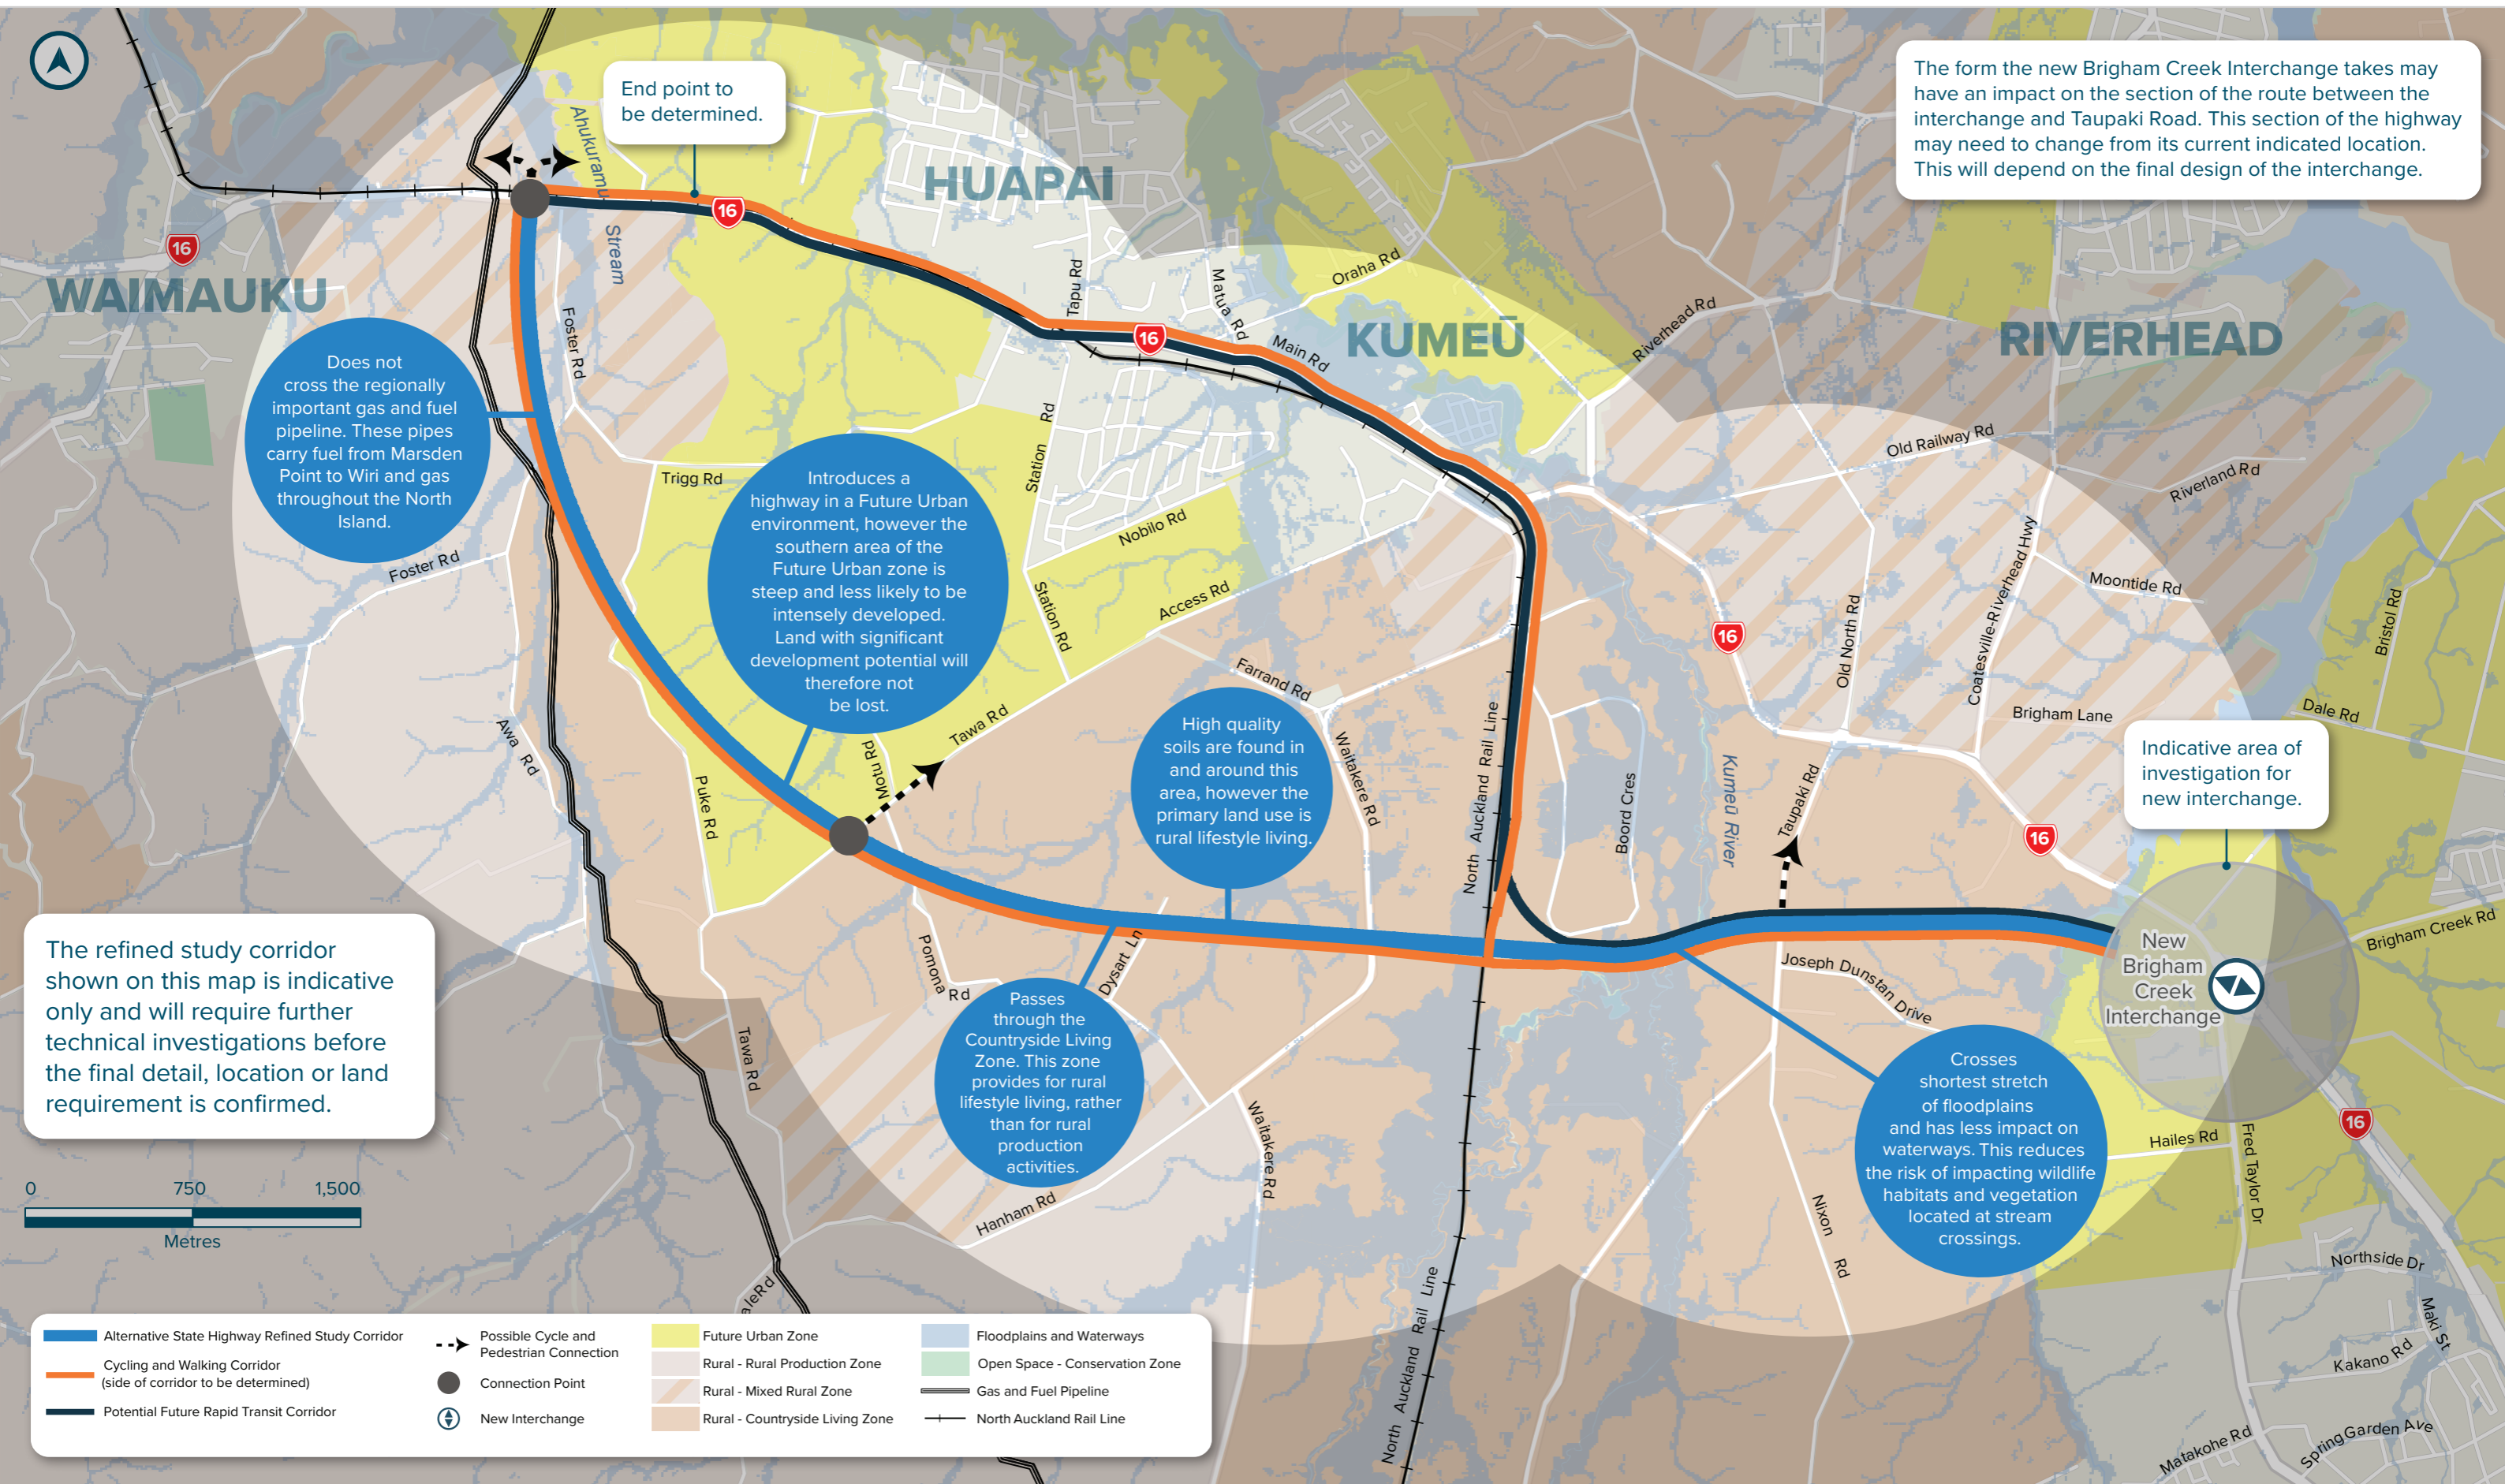 End point to
be determined.
The form the new Brigham Creek Interchange takes may
have an impact on the section of the route between the
interchange and Taupaki Road. This section of the highway
may need to change from its current indicated location.
This will depend on the final design of the interchange.
Ahukuramu
Stream
HUAPAI
16
16
WAIMAUKU
Oraha Rd
Tapu Rd
Matua Rd
16
Main Rd
KUMEŪ
Riverhead Rd
RIVERHEAD
Foster Rd
Does not
cross the regionally
important gas and fuel
pipeline. These pipes
carry fuel from Marsden
Point to Wiri and gas
throughout the North
Island.
Trigg Rd
Station Rd
Old Railway Rd
Riverland Rd
Introduces a
highway in a Future Urban
environment, however the
southern area of the
Future Urban zone is
steep and less likely to be
intensely developed.
Land with significant
development potential will
therefore not
be lost.
Nobilo Rd
Foster Rd
Station Rd
Access Rd
Moontide Rd
Coatesville-Riverhead Hwy
Old North Rd
Bristol Rd
16
Farrand Rd
Tawa Rd
Motu Rd
Awa Rd
Puke Rd
High quality
soils are found in
and around this
area, however the
primary land use is
rural lifestyle living.
Waitakere Rd
North Auckland Rail Line
Boord Cres
Kumeū River
Taupaki Rd
Brigham Lane
Dale Rd
Indicative area of
investigation for
new interchange.
16
The refined study corridor
shown on this map is indicative
only and will require further
technical investigations before
the final detail, location or land
requirement is confirmed.
Pomona Rd
Dysart Ln
Brigham Creek Rd
New
Brigham
Creek
Interchange
Joseph Dunstan Drive
Passes
through the
Countryside Living
Zone. This zone
provides for rural
lifestyle living, rather
than for rural
production
activities.
Tawa Rd
Crosses
shortest stretch
of floodplains
and has less impact on
waterways. This reduces
the risk of impacting wildlife
habitats and vegetation
located at stream
crossings.
Waitakere Rd
Hanham Rd
Nixon Rd
Hailes Rd
Fred Taylor Dr
16
Northside Dr
Maki St
Kakano Rd
Matakohe Rd
Spring Garden Ave
North Auckland Rail Line
0 750 1,500
Metres
aleRd
Alternative State Highway Refined Study Corridor
Cycling and Walking Corridor
(side of corridor to be determined)
Potential Future Rapid Transit Corridor
Possible Cycle and
Pedestrian Connection
Connection Point
New Interchange
Future Urban Zone
Rural - Rural Production Zone
Rural - Mixed Rural Zone
Rural - Countryside Living Zone
Floodplains and Waterways
Open Space - Conservation Zone
Gas and Fuel Pipeline
North Auckland Rail Line